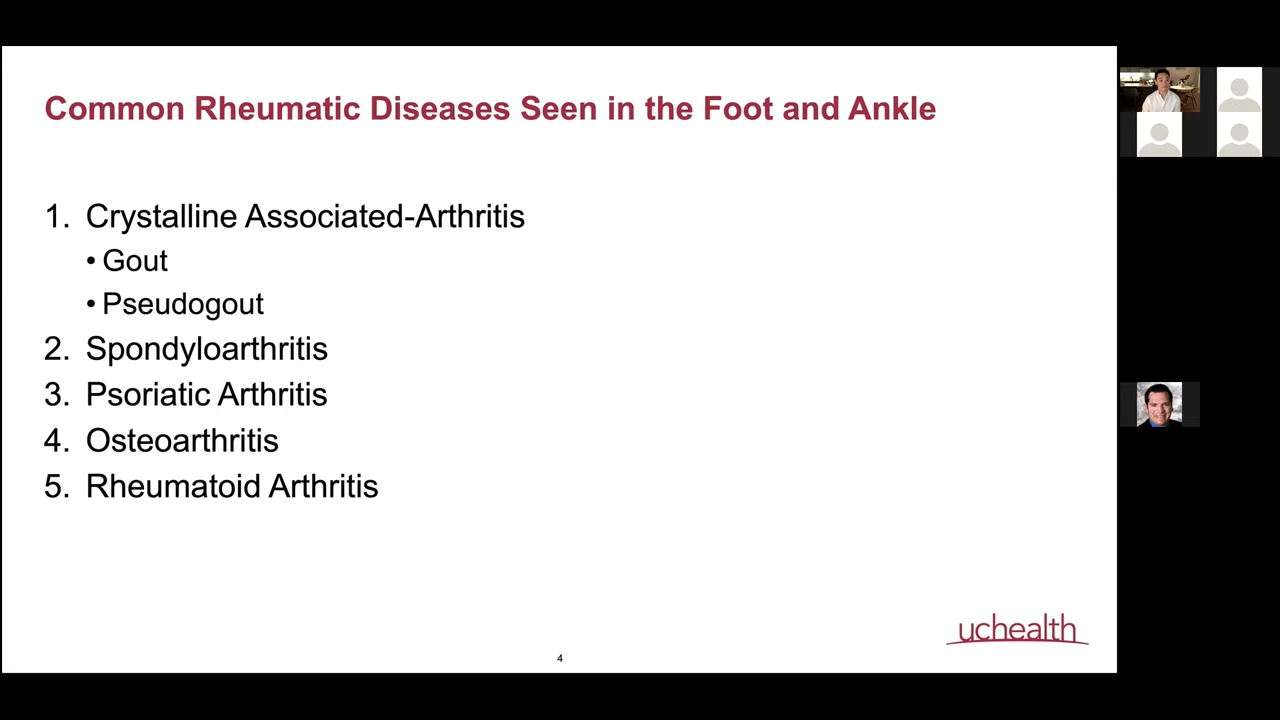 Common Rheumatic Diseases Seen in the Foot and Ankle
1. Crystalline Associated-Arthritis
• Gout
• Pseudogout
2. Spondyloarthritis
3. Psoriatic Arthritis
4. Osteoarthritis
5. Rheumatoid Arthritis
uchealth
4